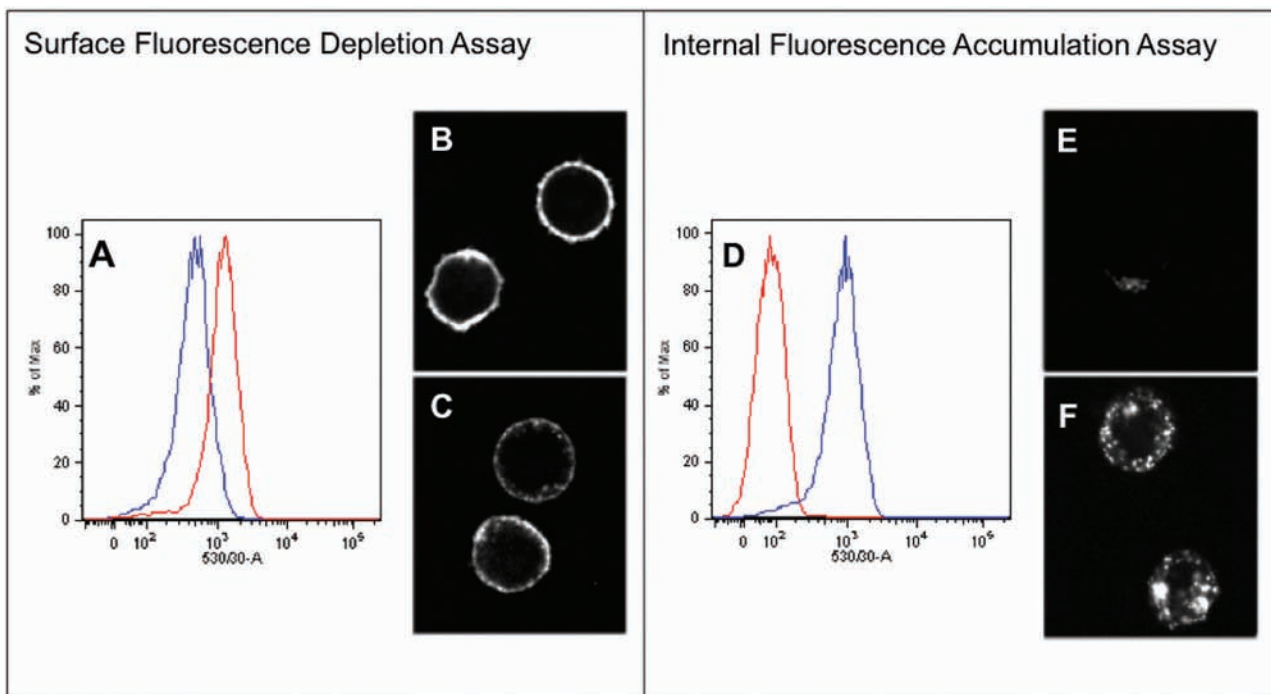 Surface Fluorescence Depletion Assay
Internal Fluorescence Accumulation Assay
A
B
C
D
E
F
% of Max
100
80
60
40
20
0
0 10² 10³ 10⁴ 10⁵
530/30-A
% of Max
100
80
60
40
20
0
0 10² 10³ 10⁴ 10⁵
530/30-A